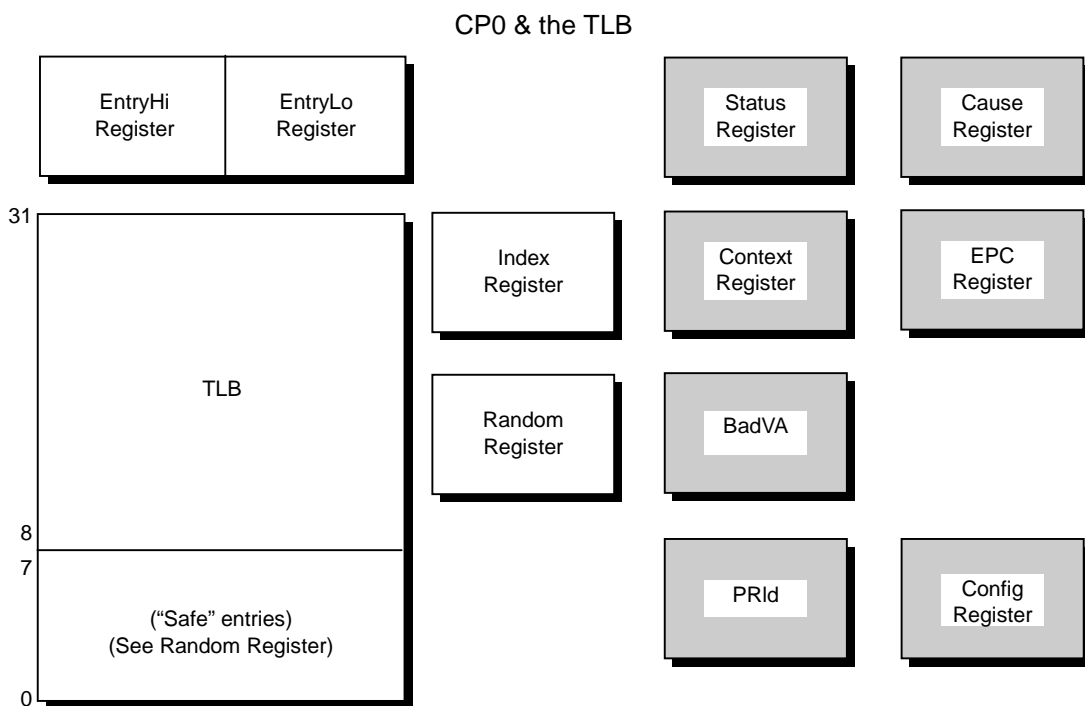 CP0 & the TLB
EntryHi
Register
EntryLo
Register
Status
Register
Cause
Register
31
Index
Register
Context
Register
EPC
Register
TLB
Random
Register
BadVA
8
7
(“Safe” entries)
(See Random Register)
0
PRId
Config
Register